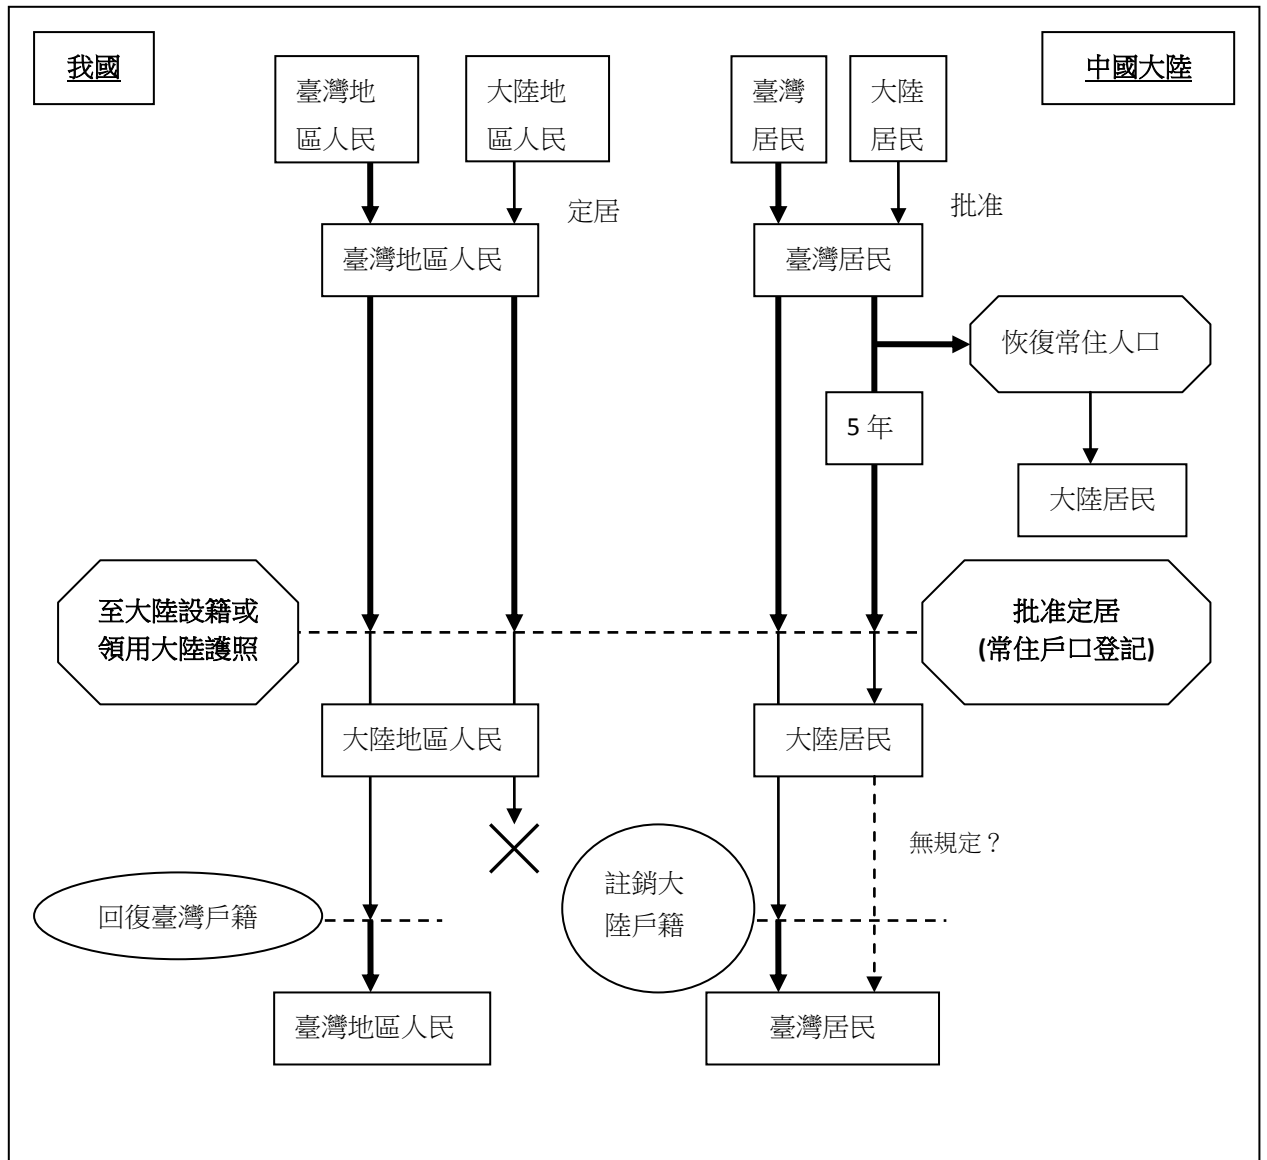 我國
中國大陸
臺灣地
區人民
大陸地
區人民
臺灣
居民
大陸
居民
定居
批准
臺灣地區人民
臺灣居民
恢復常住人口
5 年
大陸居民
至大陸設籍或
領用大陸護照
批准定居
(常住戶口登記)
大陸地區人民
大陸居民
無規定？
註銷大
陸戶籍
回復臺灣戶籍
臺灣地區人民
臺灣居民